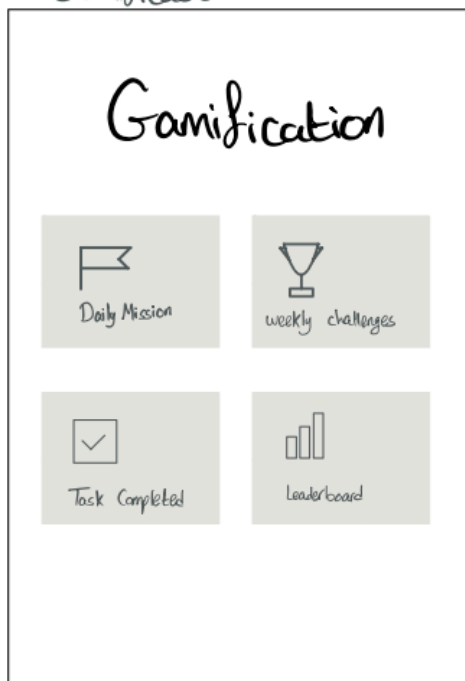 Gamification
Daily Mission
weekly challenges
Task Completed
Leaderboard